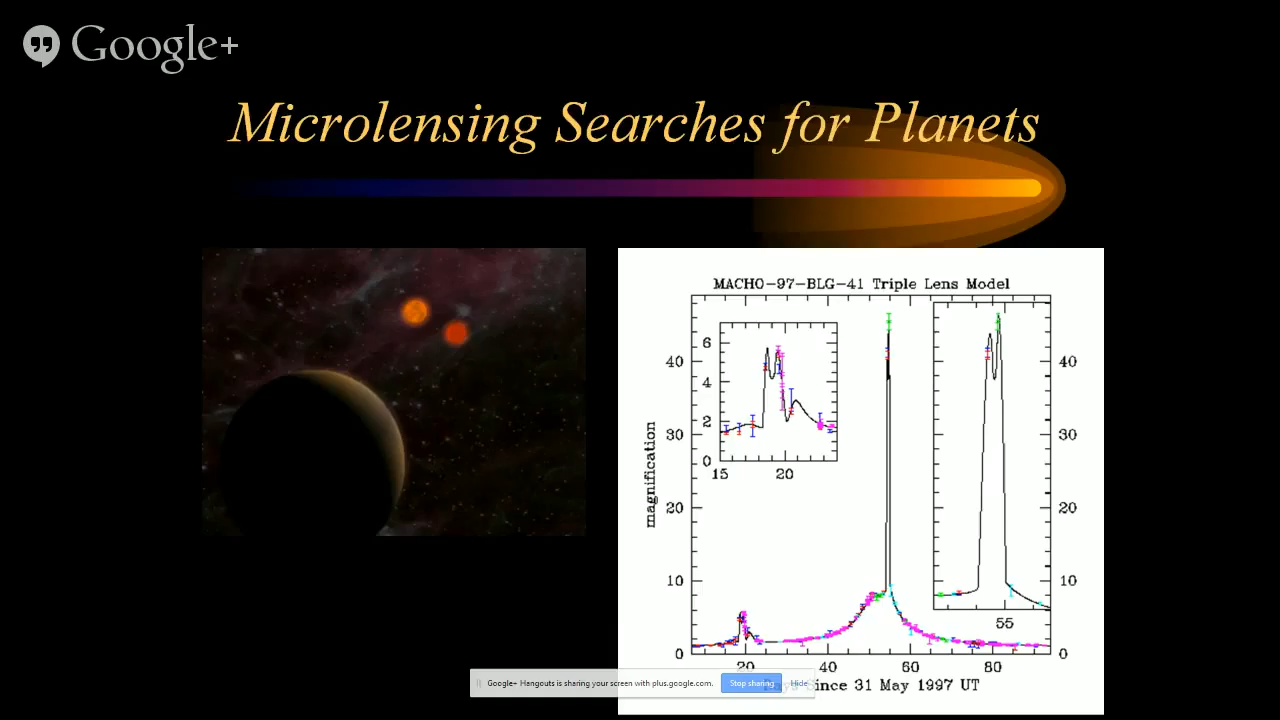 Google+
Microlensing Searches for Planets
MACHO-97-BLG-41 Triple Lens Model
magnification
40
30
20
10
0
6
4
2
0
15
20
40
30
20
10
0
55
20
40
60
80
Days Since 31 May 1997 UT
Google+ Hangouts is sharing your screen with plus.google.com.
Stop sharing
Hide